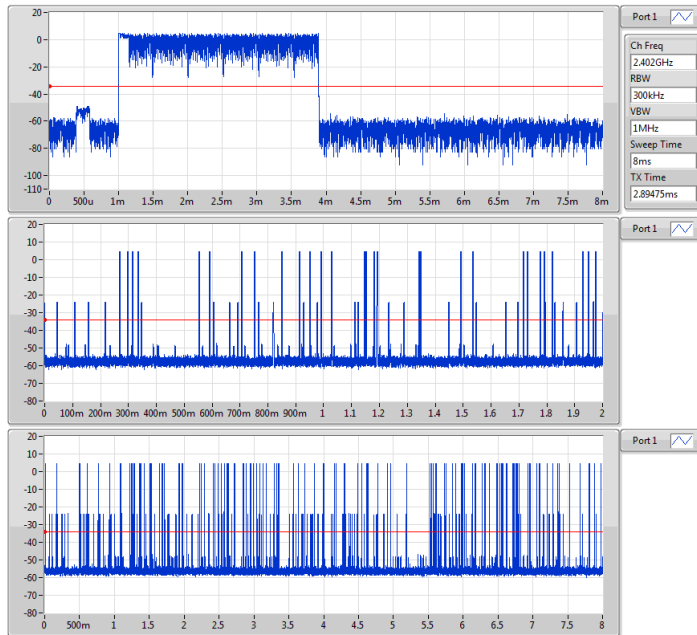 Port 1
20
0
-20
-40
-60
-80
-100
-110
0 500u 1m 1.5m 2m 2.5m 3m 3.5m 4m 4.5m 5m 5.5m 6m 6.5m 7m 7.5m 8m
Ch Freq
2.402GHz
RBW
300kHz
VBW
1MHz
Sweep Time
8ms
TX Time
2.89475ms
Port 1
20
10
0
-10
-20
-30
-40
-50
-60
-70
-80
0 100m 200m 300m 400m 500m 600m 700m 800m 900m 1 1.1 1.2 1.3 1.4 1.5 1.6 1.7 1.8 1.9 2
Port 1
20
10
0
-10
-20
-30
-40
-50
-60
-70
-80
0 500m 1 1.5 2 2.5 3 3.5 4 4.5 5 5.5 6 6.5 7 7.5 8